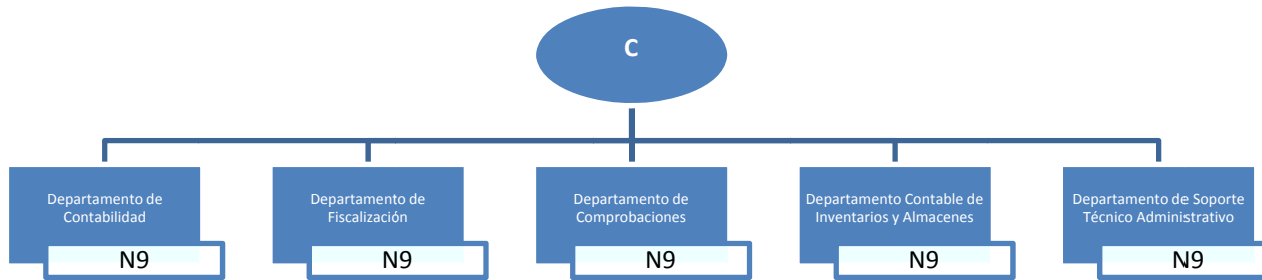 C
Departamento de
Contabilidad
N9
Departamento de
Fiscalización
N9
Departamento de
Comprobaciones
N9
Departamento Contable de
Inventarios y Almacenes
N9
Departamento de Soporte
Técnico Administrativo
N9